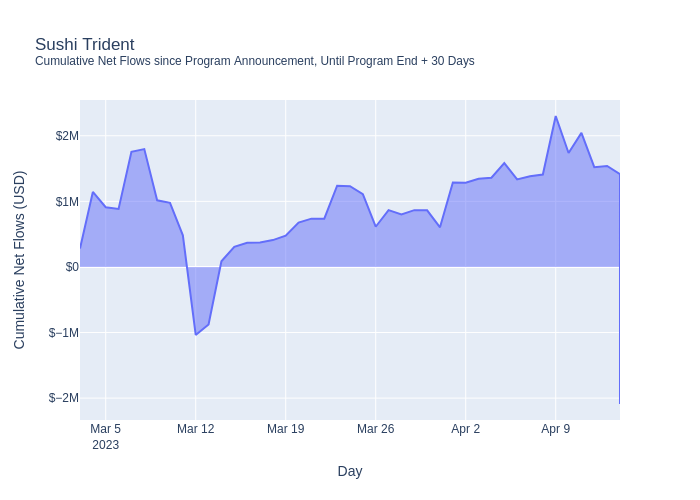 Sushi Trident
Cumulative Net Flows since Program Announcement, Until Program End + 30 Days
Cumulative Net Flows (USD)
$2M
$1M
$0
$−1M
$−2M
Mar 5
2023
Mar 12
Mar 19
Mar 26
Apr 2
Apr 9
Day